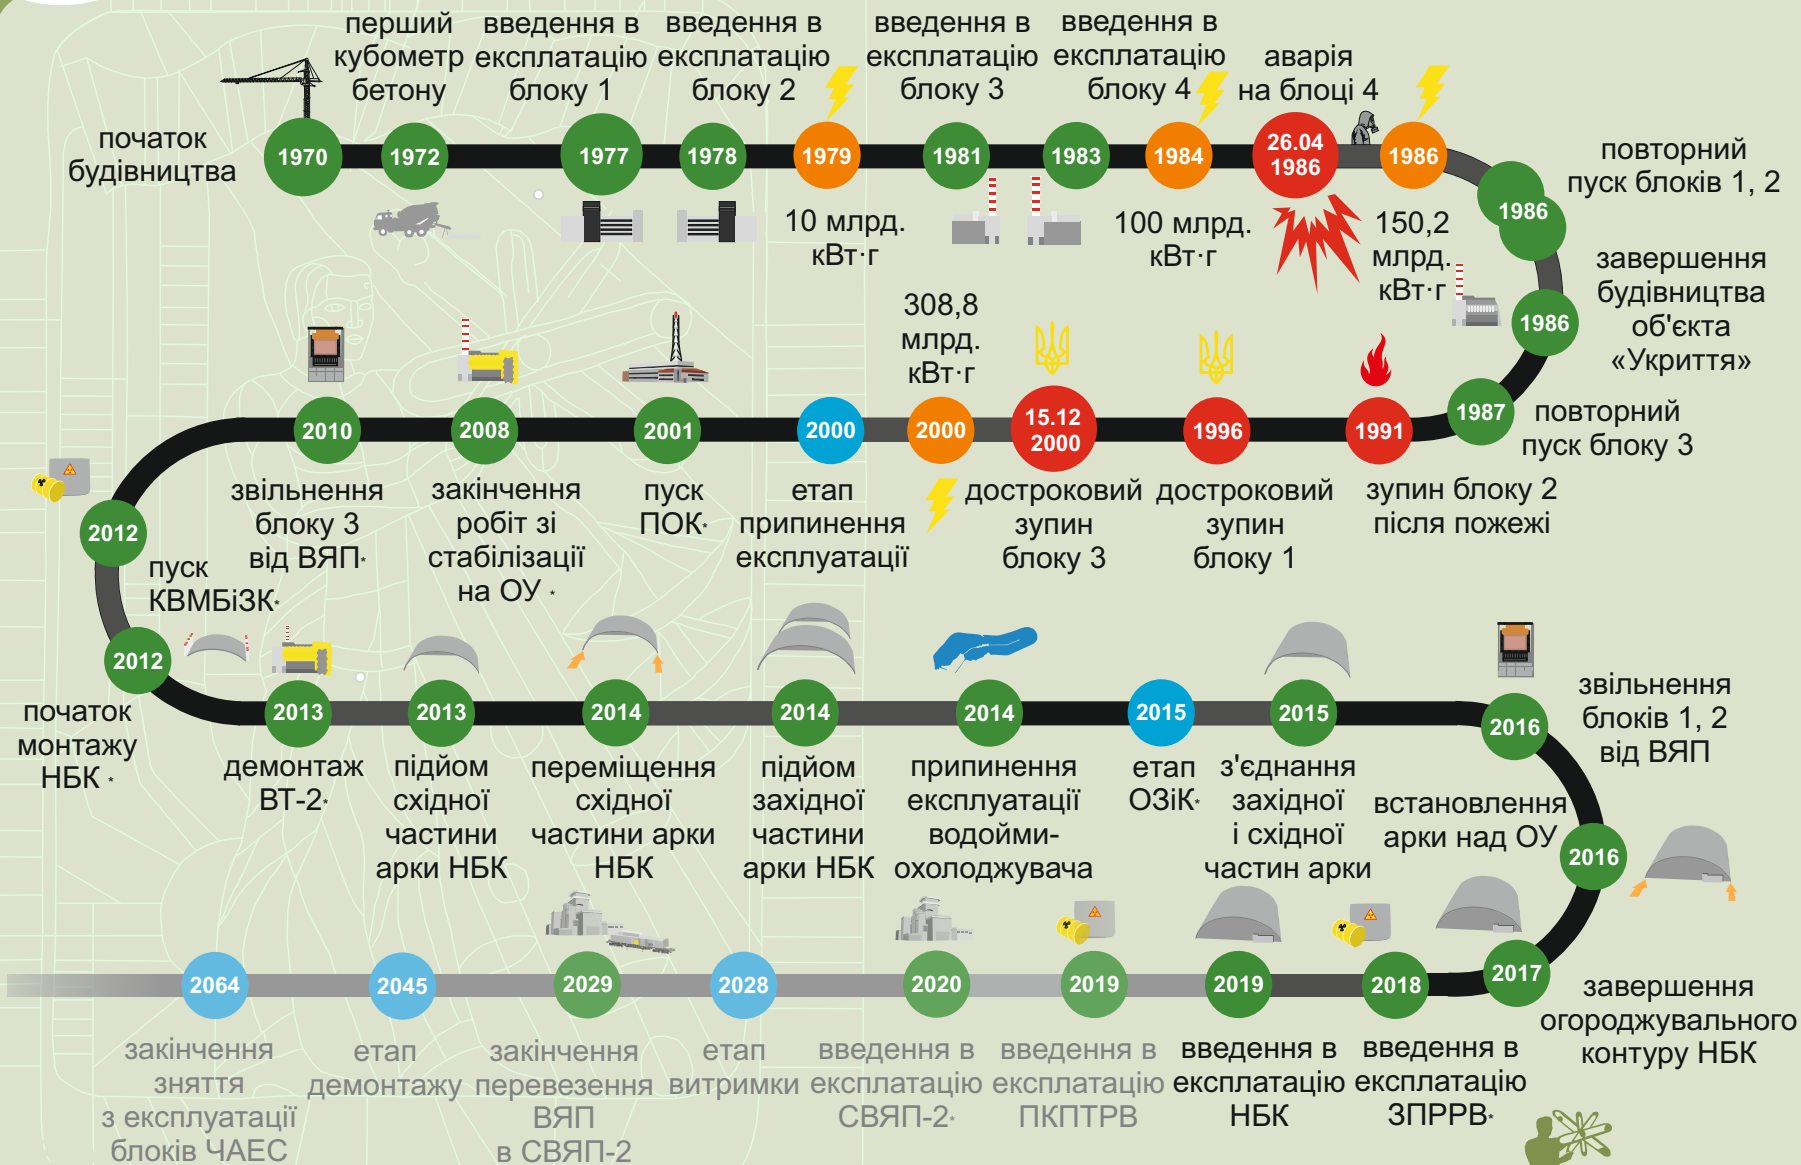 початок
будівництва
1970
перший
кубометр
бетону
1972
введення в
експлатацію
блоку 1
1977
введення в
експлатацію
блоку 2
1978
1979
10 млрд.
кВт·г
введення в
експлатацію
блоку 3
1981
введення в
експлатацію
блоку 4
1983
1984
100 млрд.
кВт·г
аварія
на блоці 4
26.04
1986
1986
150,2
млрд.
кВт·г
повторний
пуск блоків 1, 2
1986
завершення
будівництва
об'єкта
«Укриття»
1986
1987
повторний
пуск блоку 3
1991
зупин блоку 2
після пожежі
1996
достроковий
зупин
блоку 1
15.12
2000
достроковий
зупин
блоку 3
308,8
млрд.
кВт·г
2000
2000
етап
припинення
експлуатації
2001
пуск
ПОК*
2008
закінчення
робіт зі
стабілізації
на ОУ *
2010
звільнення
блоку 3
від ВЯП*
2012
пуск
КВМБіЗК*
2012
початок
монтажу
НБК *
2013
демонтаж
ВТ-2*
2013
підйом
східної
частини
арки НБК
2014
переміщення
східної
частини арки
НБК
2014
підйом
західної
частини
арки НБК
2014
припинення
експлуатації
водойми-
охолоджувача
2015
етап
ОЗіК*
2015
з'єднання
західної
і східної
частин арки
2016
звільнення
блоків 1, 2
від ВЯП
встановлення
арки над ОУ
2016
2017
завершення
огороджувального
контуру НБК
2018
введення в
експлатацію
ЗПРРВ*
2019
введення в
експлатацію
НБК
2019
введення в
експлатацію
ПКПТРВ
2020
введення в
експлатацію
СВЯП-2*
2028
етап
витримки
2029
закінчення
перевезення
ВЯП
в СВЯП-2
2045
етап
демонтажу
2064
закінчення
зняття
з експлуатації
блоків ЧАЕС